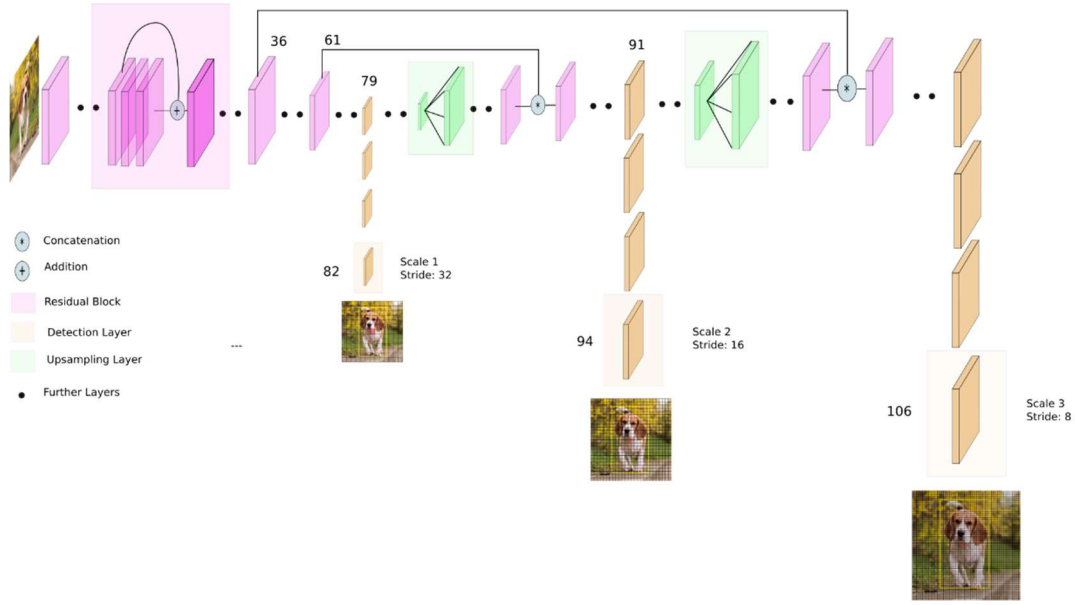 36
61
79
91
Concatenation
Addition
Residual Block
Detection Layer
Upsampling Layer
Further Layers
*
+
---
82
Scale 1
Stride: 32
94
Scale 2
Stride: 16
106
Scale 3
Stride: 8